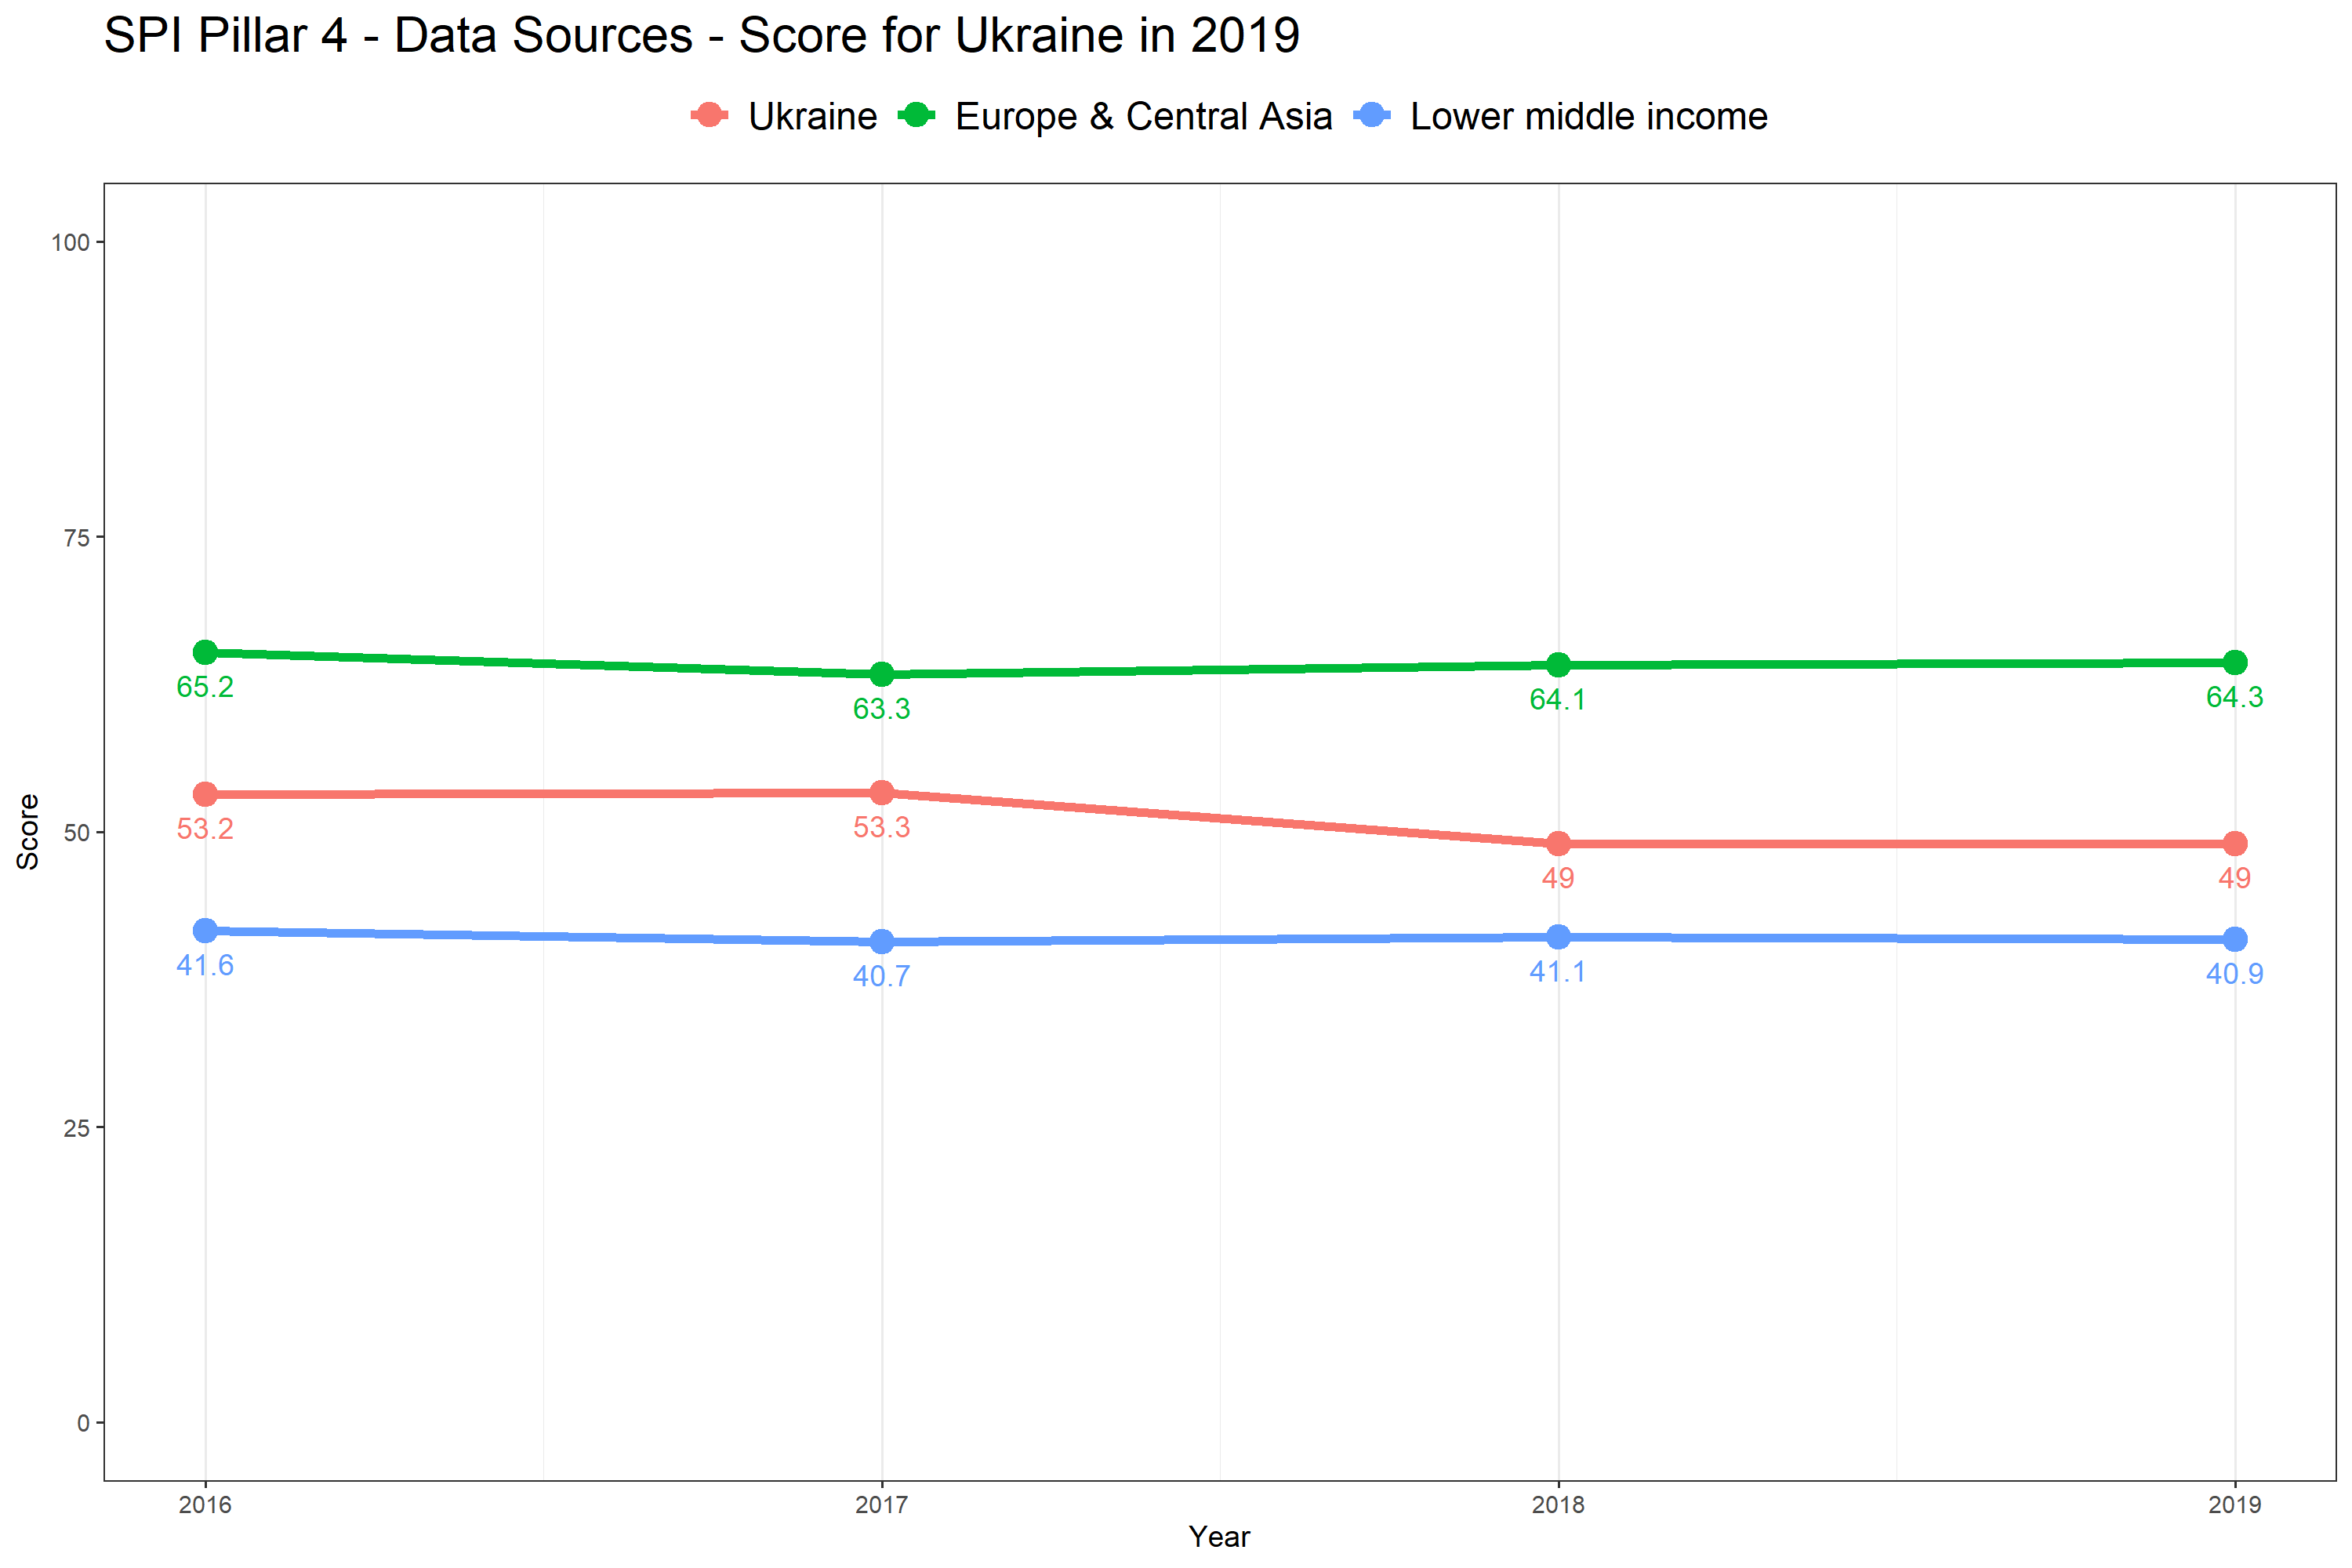 SPI Pillar 4 - Data Sources - Score for Ukraine in 2019
Ukraine Europe & Central Asia Lower middle income
100
75
50
25
0
Score
65.2 63.3 64.1 64.3
53.2 53.3 49 49
41.6 40.7 41.1 40.9
2016 2017 2018 2019
Year